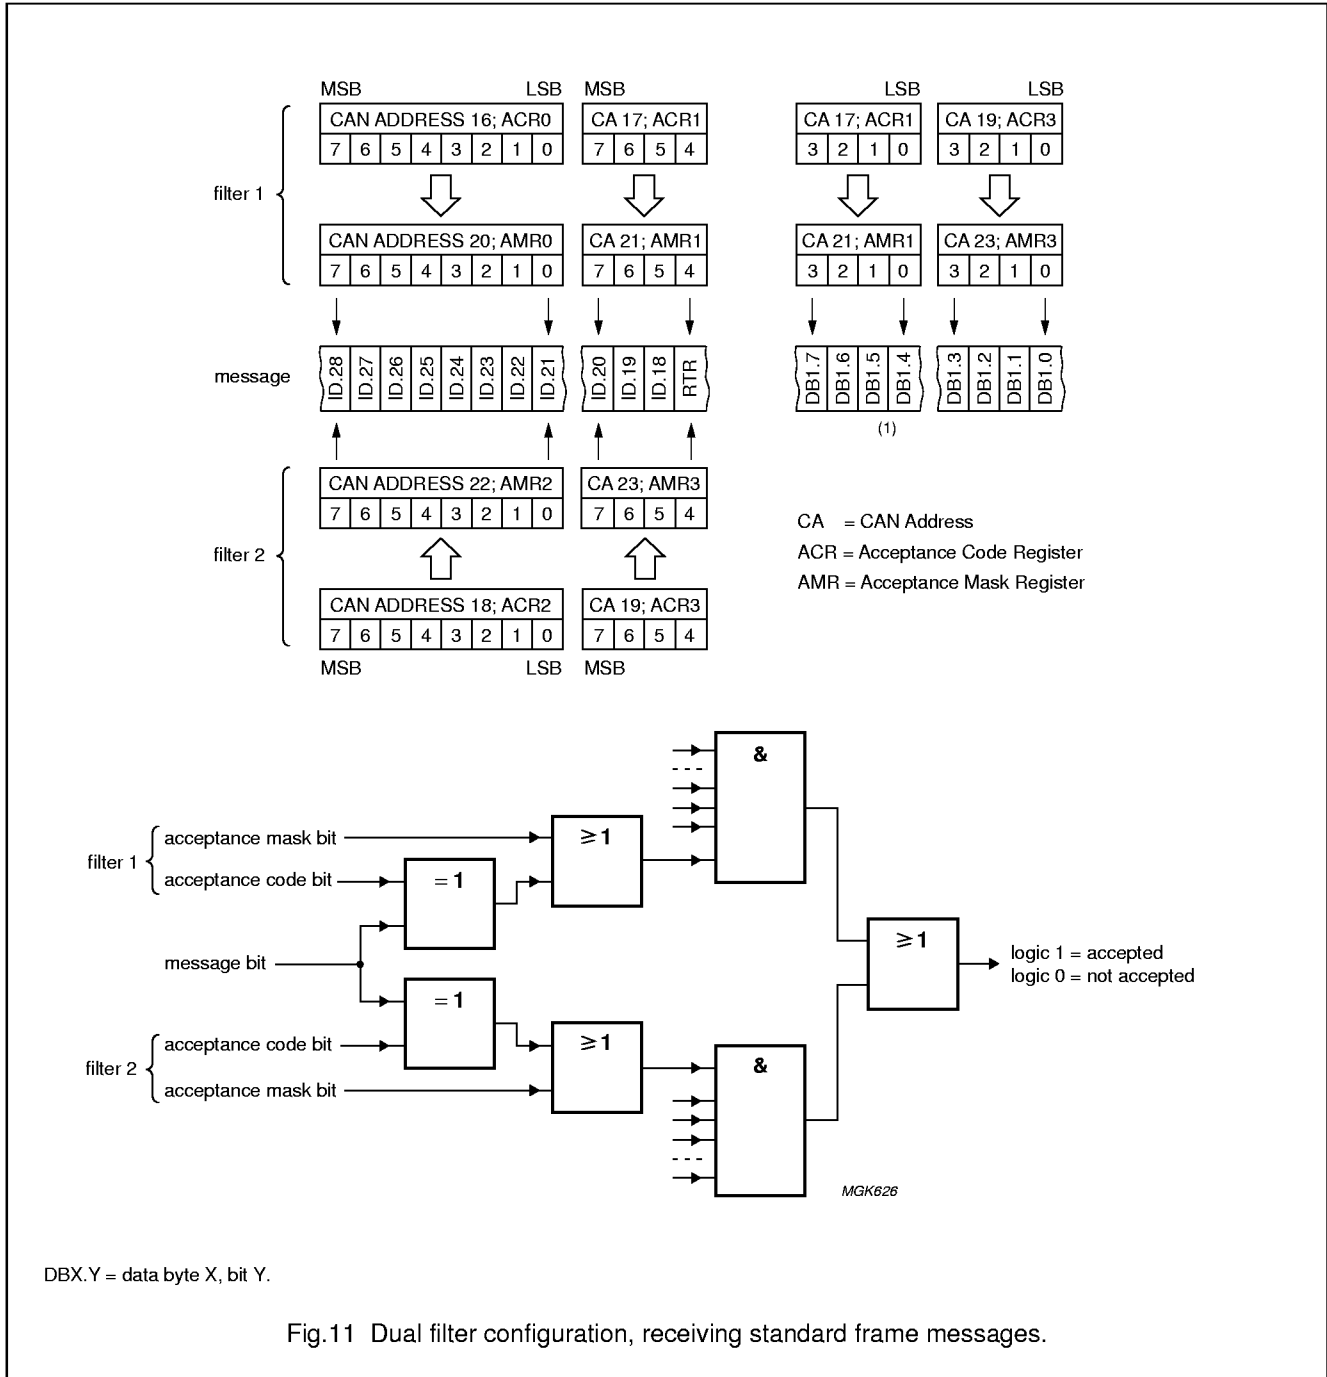 MSB LSB MSB LSB LSB
CAN ADDRESS 16; ACR0 CA 17; ACR1 CA 17; ACR1 CA 19; ACR3
7 6 5 4 3 2 1 0 7 6 5 4 3 2 1 0 3 2 1 0
filter 1
CAN ADDRESS 20; AMR0 CA 21; AMR1 CA 21; AMR1 CA 23; AMR3
7 6 5 4 3 2 1 0 7 6 5 4 3 2 1 0 3 2 1 0
message ID.28 ID.27 ID.26 ID.25 ID.24 ID.23 ID.22 ID.21 ID.20 ID.19 ID.18 RTR DB1.7 DB1.6 DB1.5 DB1.4 DB1.3 DB1.2 DB1.1 DB1.0
(1)
CAN ADDRESS 22; AMR2 CA 23; AMR3
7 6 5 4 3 2 1 0 7 6 5 4
filter 2
CAN ADDRESS 18; ACR2 CA 19; ACR3
7 6 5 4 3 2 1 0 7 6 5 4
MSB LSB MSB
CA = CAN Address
ACR = Acceptance Code Register
AMR = Acceptance Mask Register
&
filter 1
acceptance mask bit
≥1
acceptance code bit
=1
message bit
≥1
logic 1 = accepted
logic 0 = not accepted
=1
filter 2
acceptance code bit
≥1
acceptance mask bit
&
MGK626
DBX.Y = data byte X, bit Y.
Fig.11 Dual filter configuration, receiving standard frame messages.